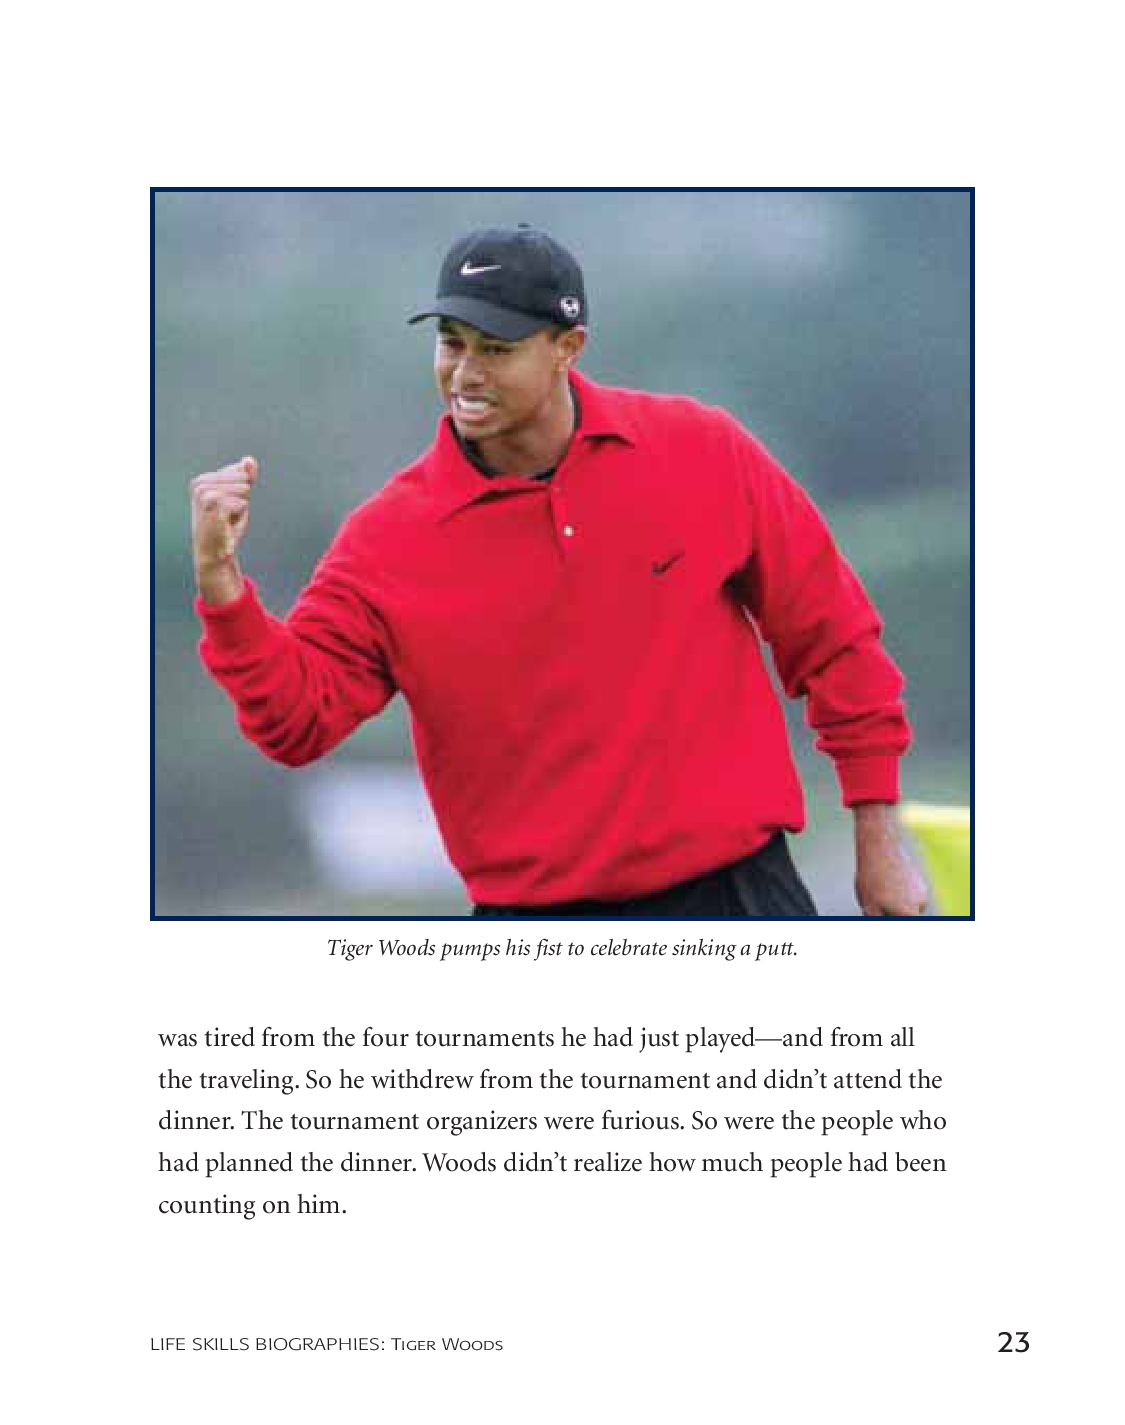 Tiger Woods pumps his fist to celebrate sinking a putt.
was tired from the four tournaments he had just played—and from all
the traveling. So he withdrew from the tournament and didn’t attend the
dinner. The tournament organizers were furious. So were the people who
had planned the dinner. Woods didn’t realize how much people had been
counting on him.
LIFE SKILLS BIOGRAPHIES: Tiger Woods
23